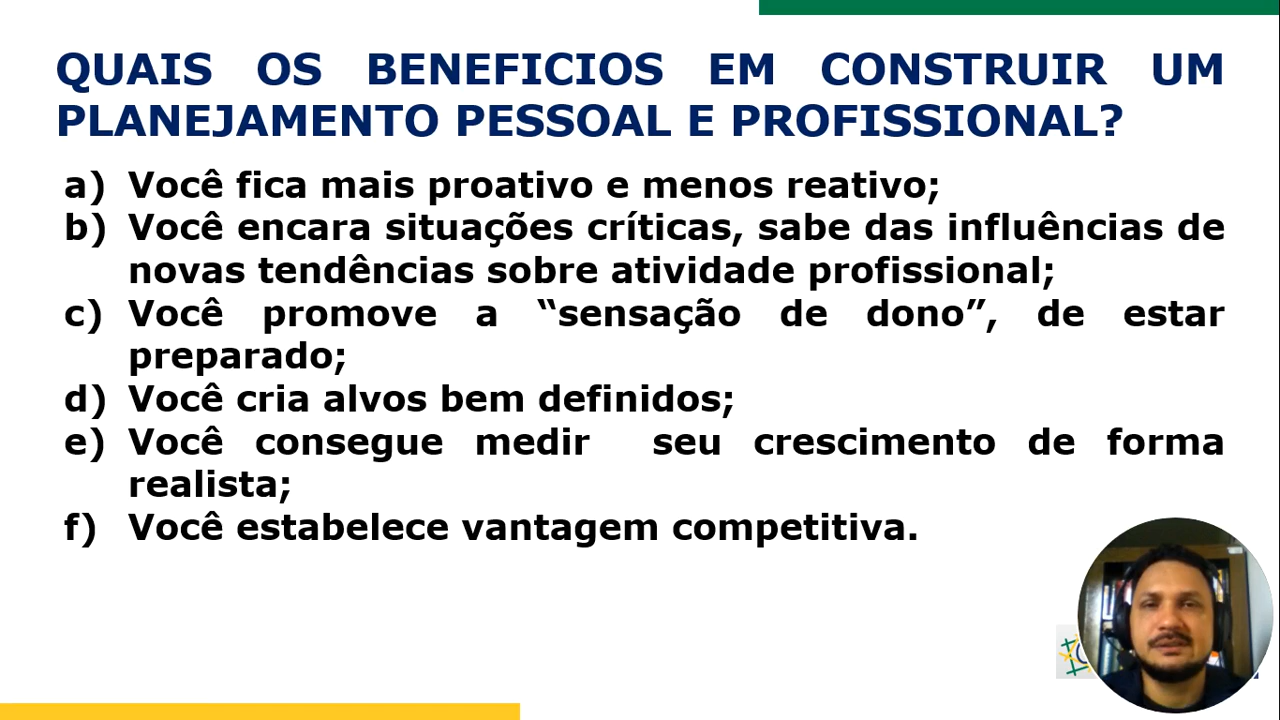 QUAIS OS BENEFICIOS EM CONSTRUIR UM
PLANEJAMENTO PESSOAL E PROFISSIONAL?
a) Você fica mais proativo e menos reativo;
b) Você encara situações críticas, sabe das influências de
novas tendências sobre atividade profissional;
c) Você promove a “sensação de dono”, de estar
preparado;
d) Você cria alvos bem definidos;
e) Você consegue medir seu crescimento de forma
realista;
f) Você estabelece vantagem competitiva.